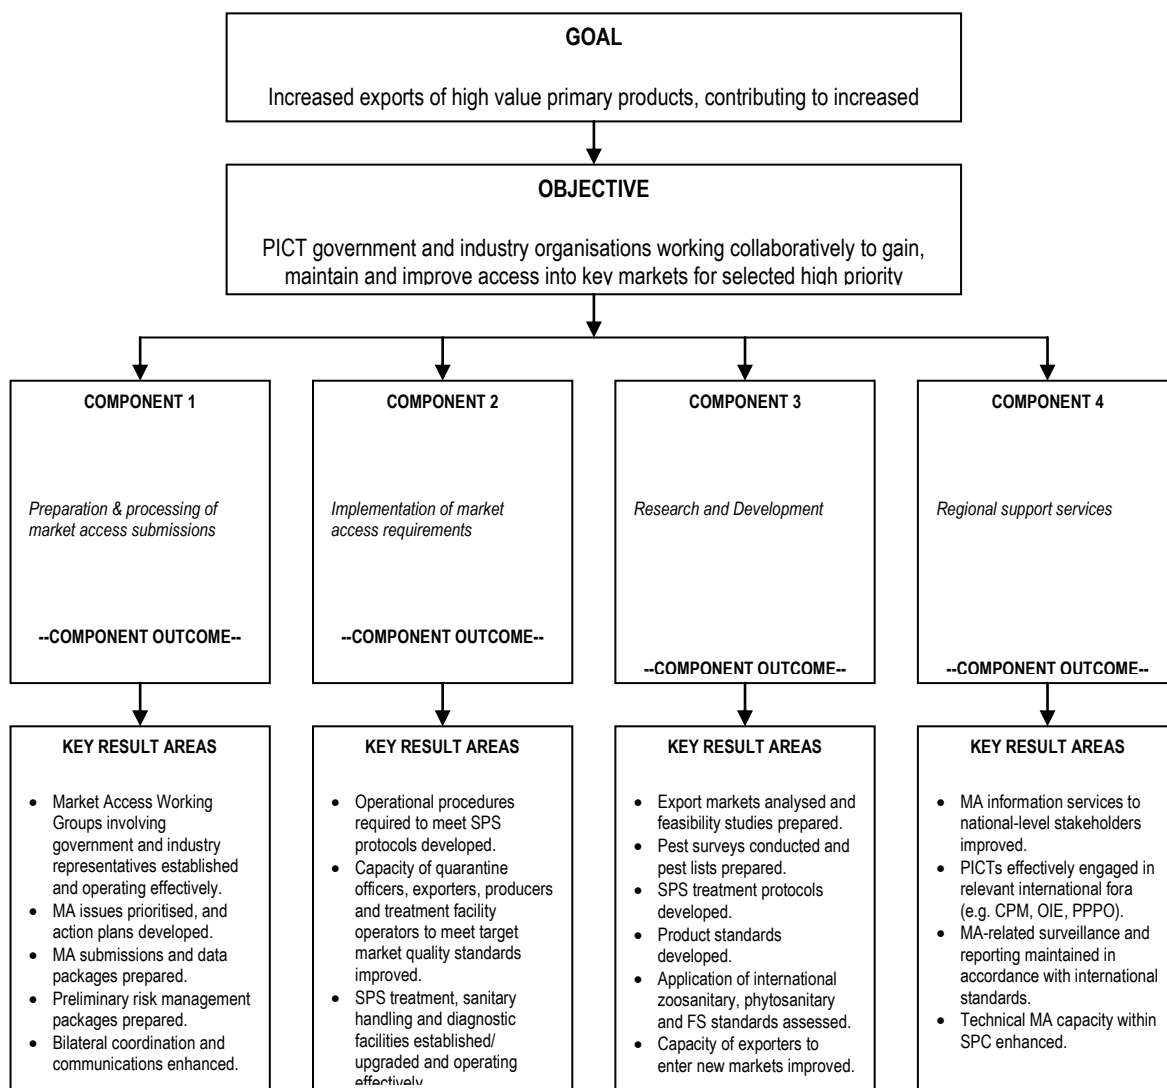 GOAL
Increased exports of high value primary products, contributing to increased
OBJECTIVE
PICT government and industry organisations working collaboratively to gain,
maintain and improve access into key markets for selected high priority
COMPONENT 1
Preparation & processing of
market access submissions
--COMPONENT OUTCOME--
COMPONENT 2
Implementation of market
access requirements
--COMPONENT OUTCOME--
COMPONENT 3
Research and Development
--COMPONENT OUTCOME--
COMPONENT 4
Regional support services
--COMPONENT OUTCOME--
KEY RESULT AREAS
• Market Access Working
Groups involving
government and industry
representatives established
and operating effectively.
• MA issues prioritised, and
action plans developed.
• MA submissions and data
packages prepared.
• Preliminary risk management
packages prepared.
• Bilateral coordination and
communications enhanced.
KEY RESULT AREAS
• Operational procedures
required to meet SPS
protocols developed.
• Capacity of quarantine
officers, exporters, producers
and treatment facility
operators to meet target
market quality standards
improved.
• SPS treatment, sanitary
handling and diagnostic
facilities established/
upgraded and operating
effectively
KEY RESULT AREAS
• Export markets analysed and
feasibility studies prepared.
• Pest surveys conducted and
pest lists prepared.
• SPS treatment protocols
developed.
• Product standards
developed.
• Application of international
zoosanitary, phytosanitary
and FS standards assessed.
• Capacity of exporters to
enter new markets improved.
KEY RESULT AREAS
• MA information services to
national-level stakeholders
improved.
• PICTs effectively engaged in
relevant international fora
(e.g. CPM, OIE, PPPO).
• MA-related surveillance and
reporting maintained in
accordance with international
standards.
• Technical MA capacity within
SPC enhanced.